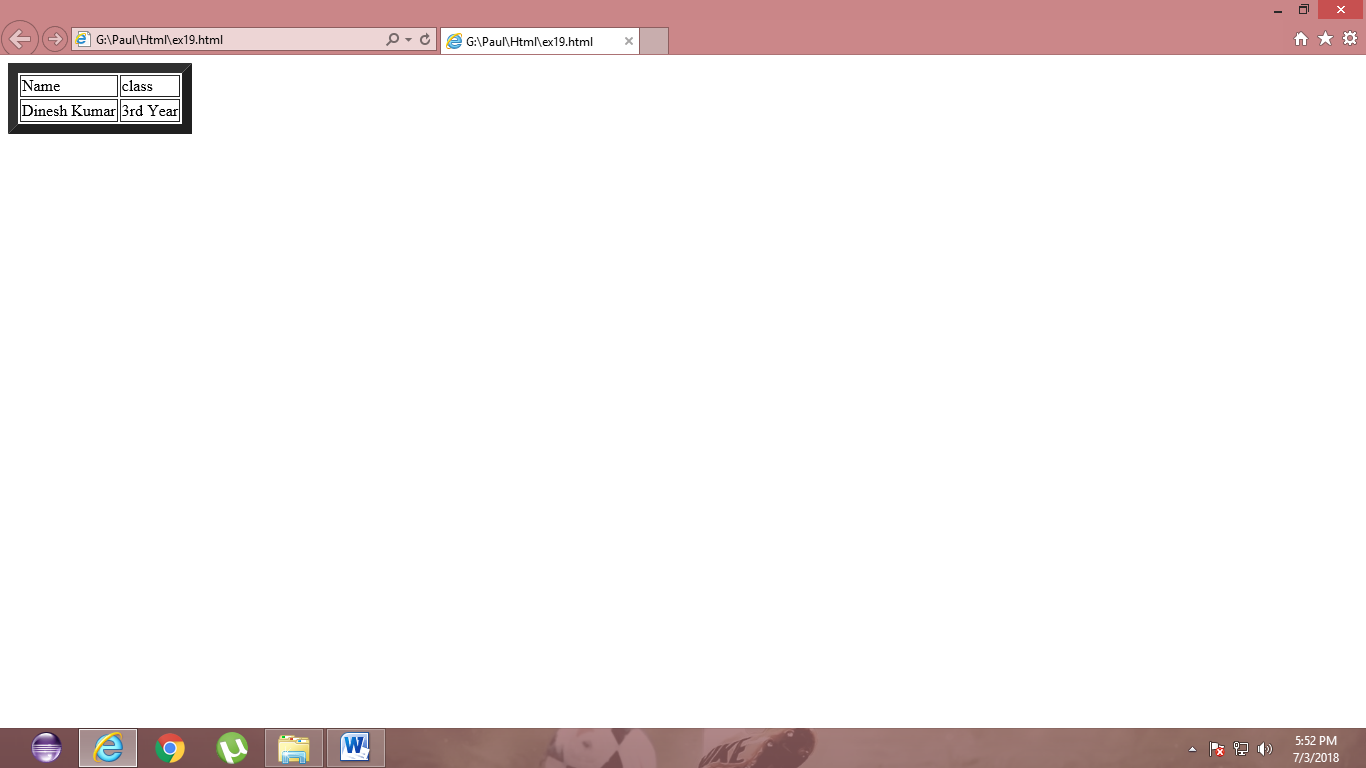 G:\Paul\Html\ex19.html
G:\Paul\Html\ex19.html
Name class
Dinesh Kumar 3rd Year
5:52 PM
7/3/2018